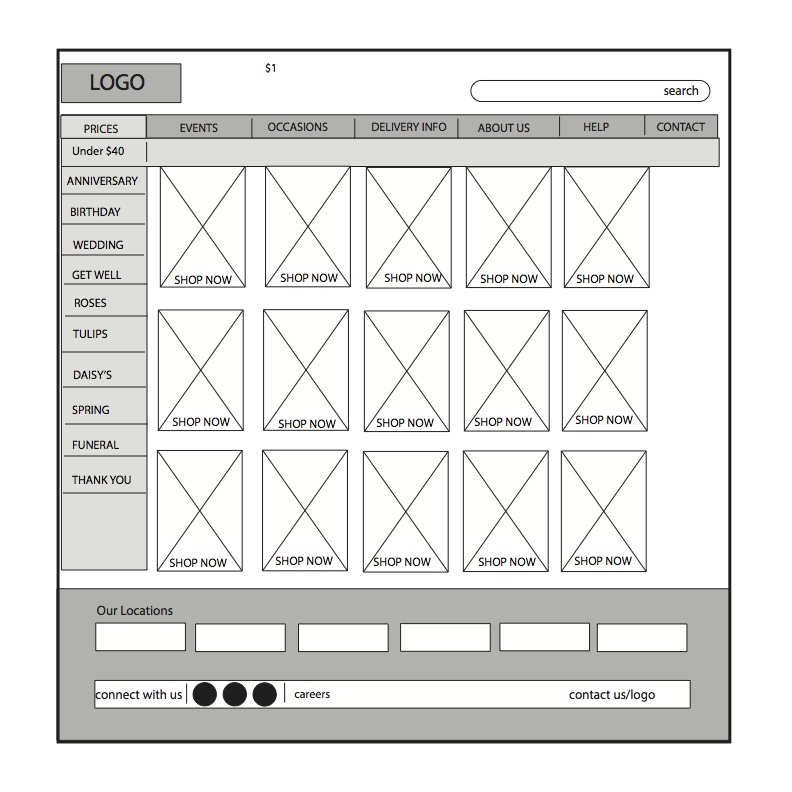 $1
LOGO
search
PRICES EVENTS OCCASIONS DELIVERY INFO ABOUT US HELP CONTACT
Under $40
ANNIVERSARY
BIRTHDAY
WEDDING
GET WELL
ROSES
TULIPS
DAISY'S
SPRING
FUNERAL
THANK YOU
SHOP NOW SHOP NOW SHOP NOW SHOP NOW SHOP NOW
SHOP NOW SHOP NOW SHOP NOW SHOP NOW SHOP NOW
SHOP NOW SHOP NOW SHOP NOW SHOP NOW SHOP NOW
Our Locations
connect with us careers contact us/logo